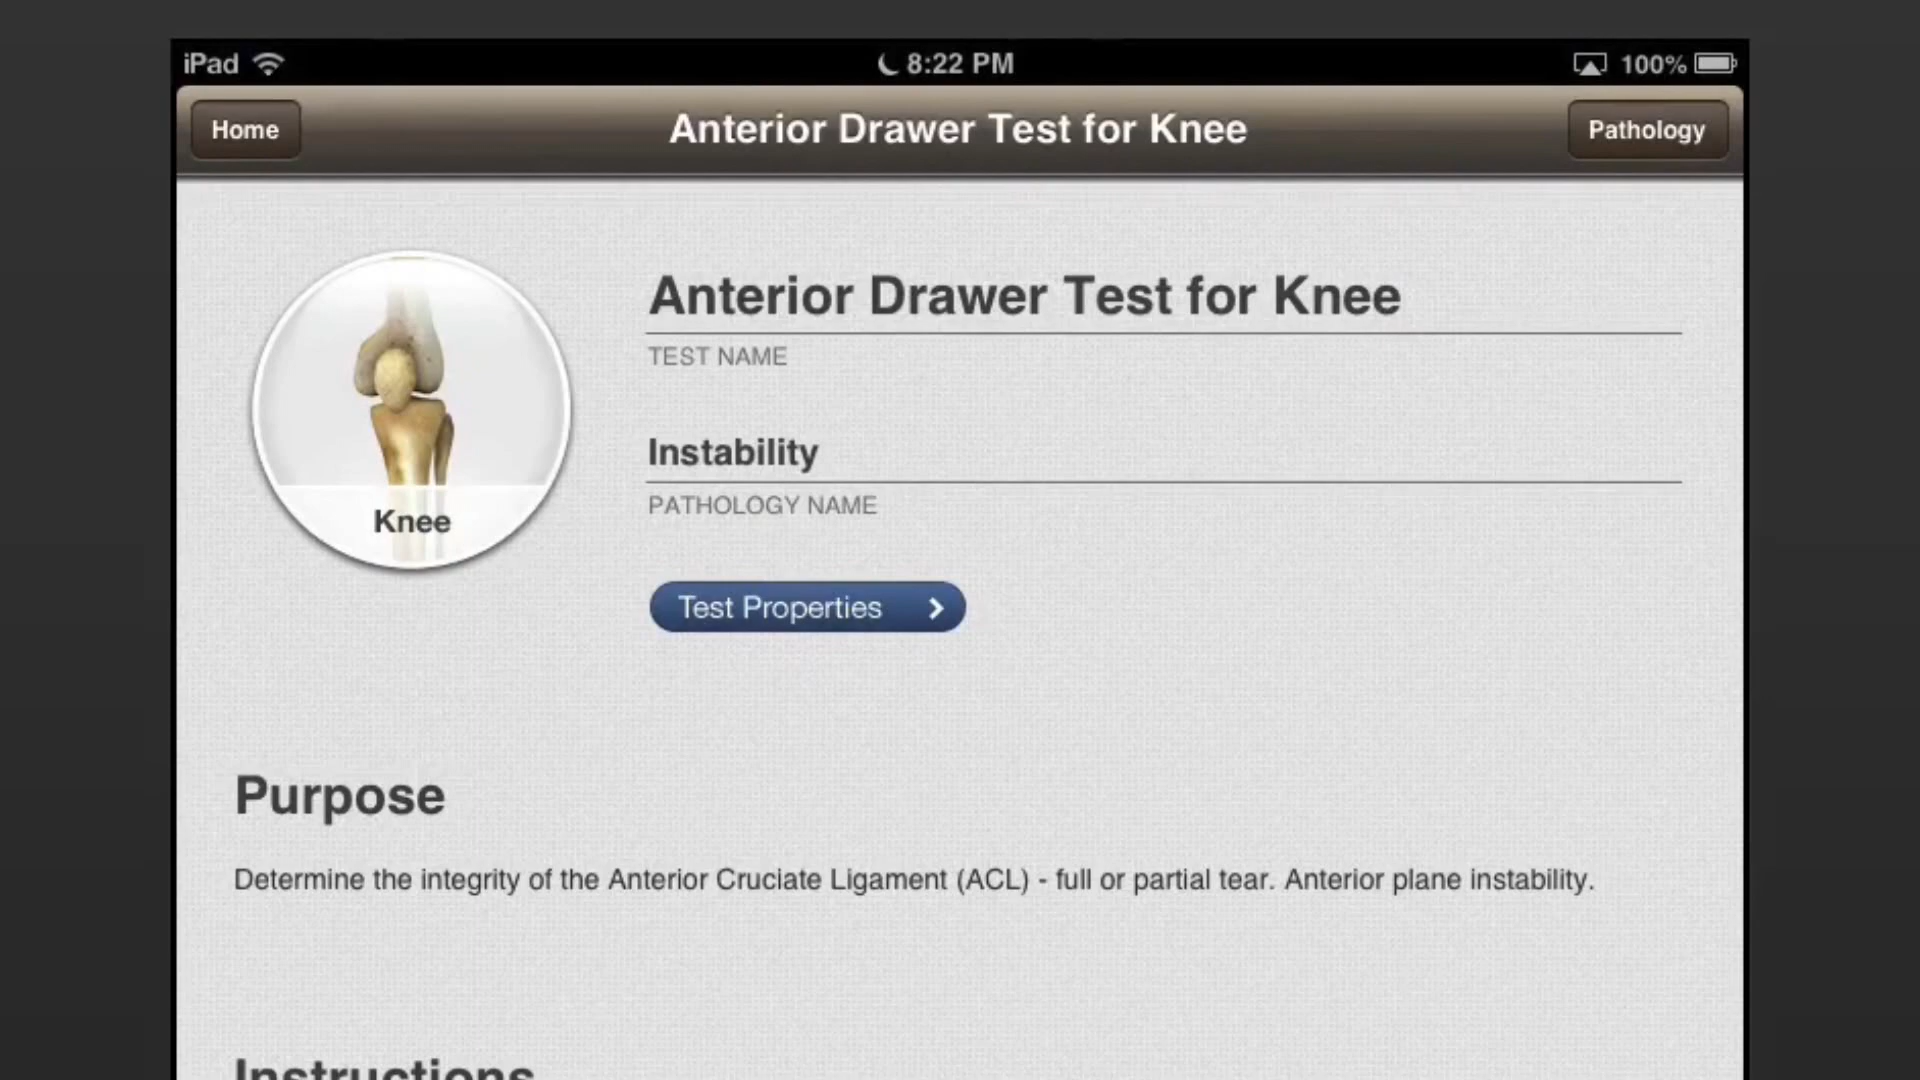 iPad 8:22 PM 100%
Home Anterior Drawer Test for Knee Pathology
Anterior Drawer Test for Knee
TEST NAME
Instability
PATHOLOGY NAME
Knee
Test Properties
Purpose
Determine the integrity of the Anterior Cruciate Ligament (ACL) - full or partial tear. Anterior plane instability.
Instructions